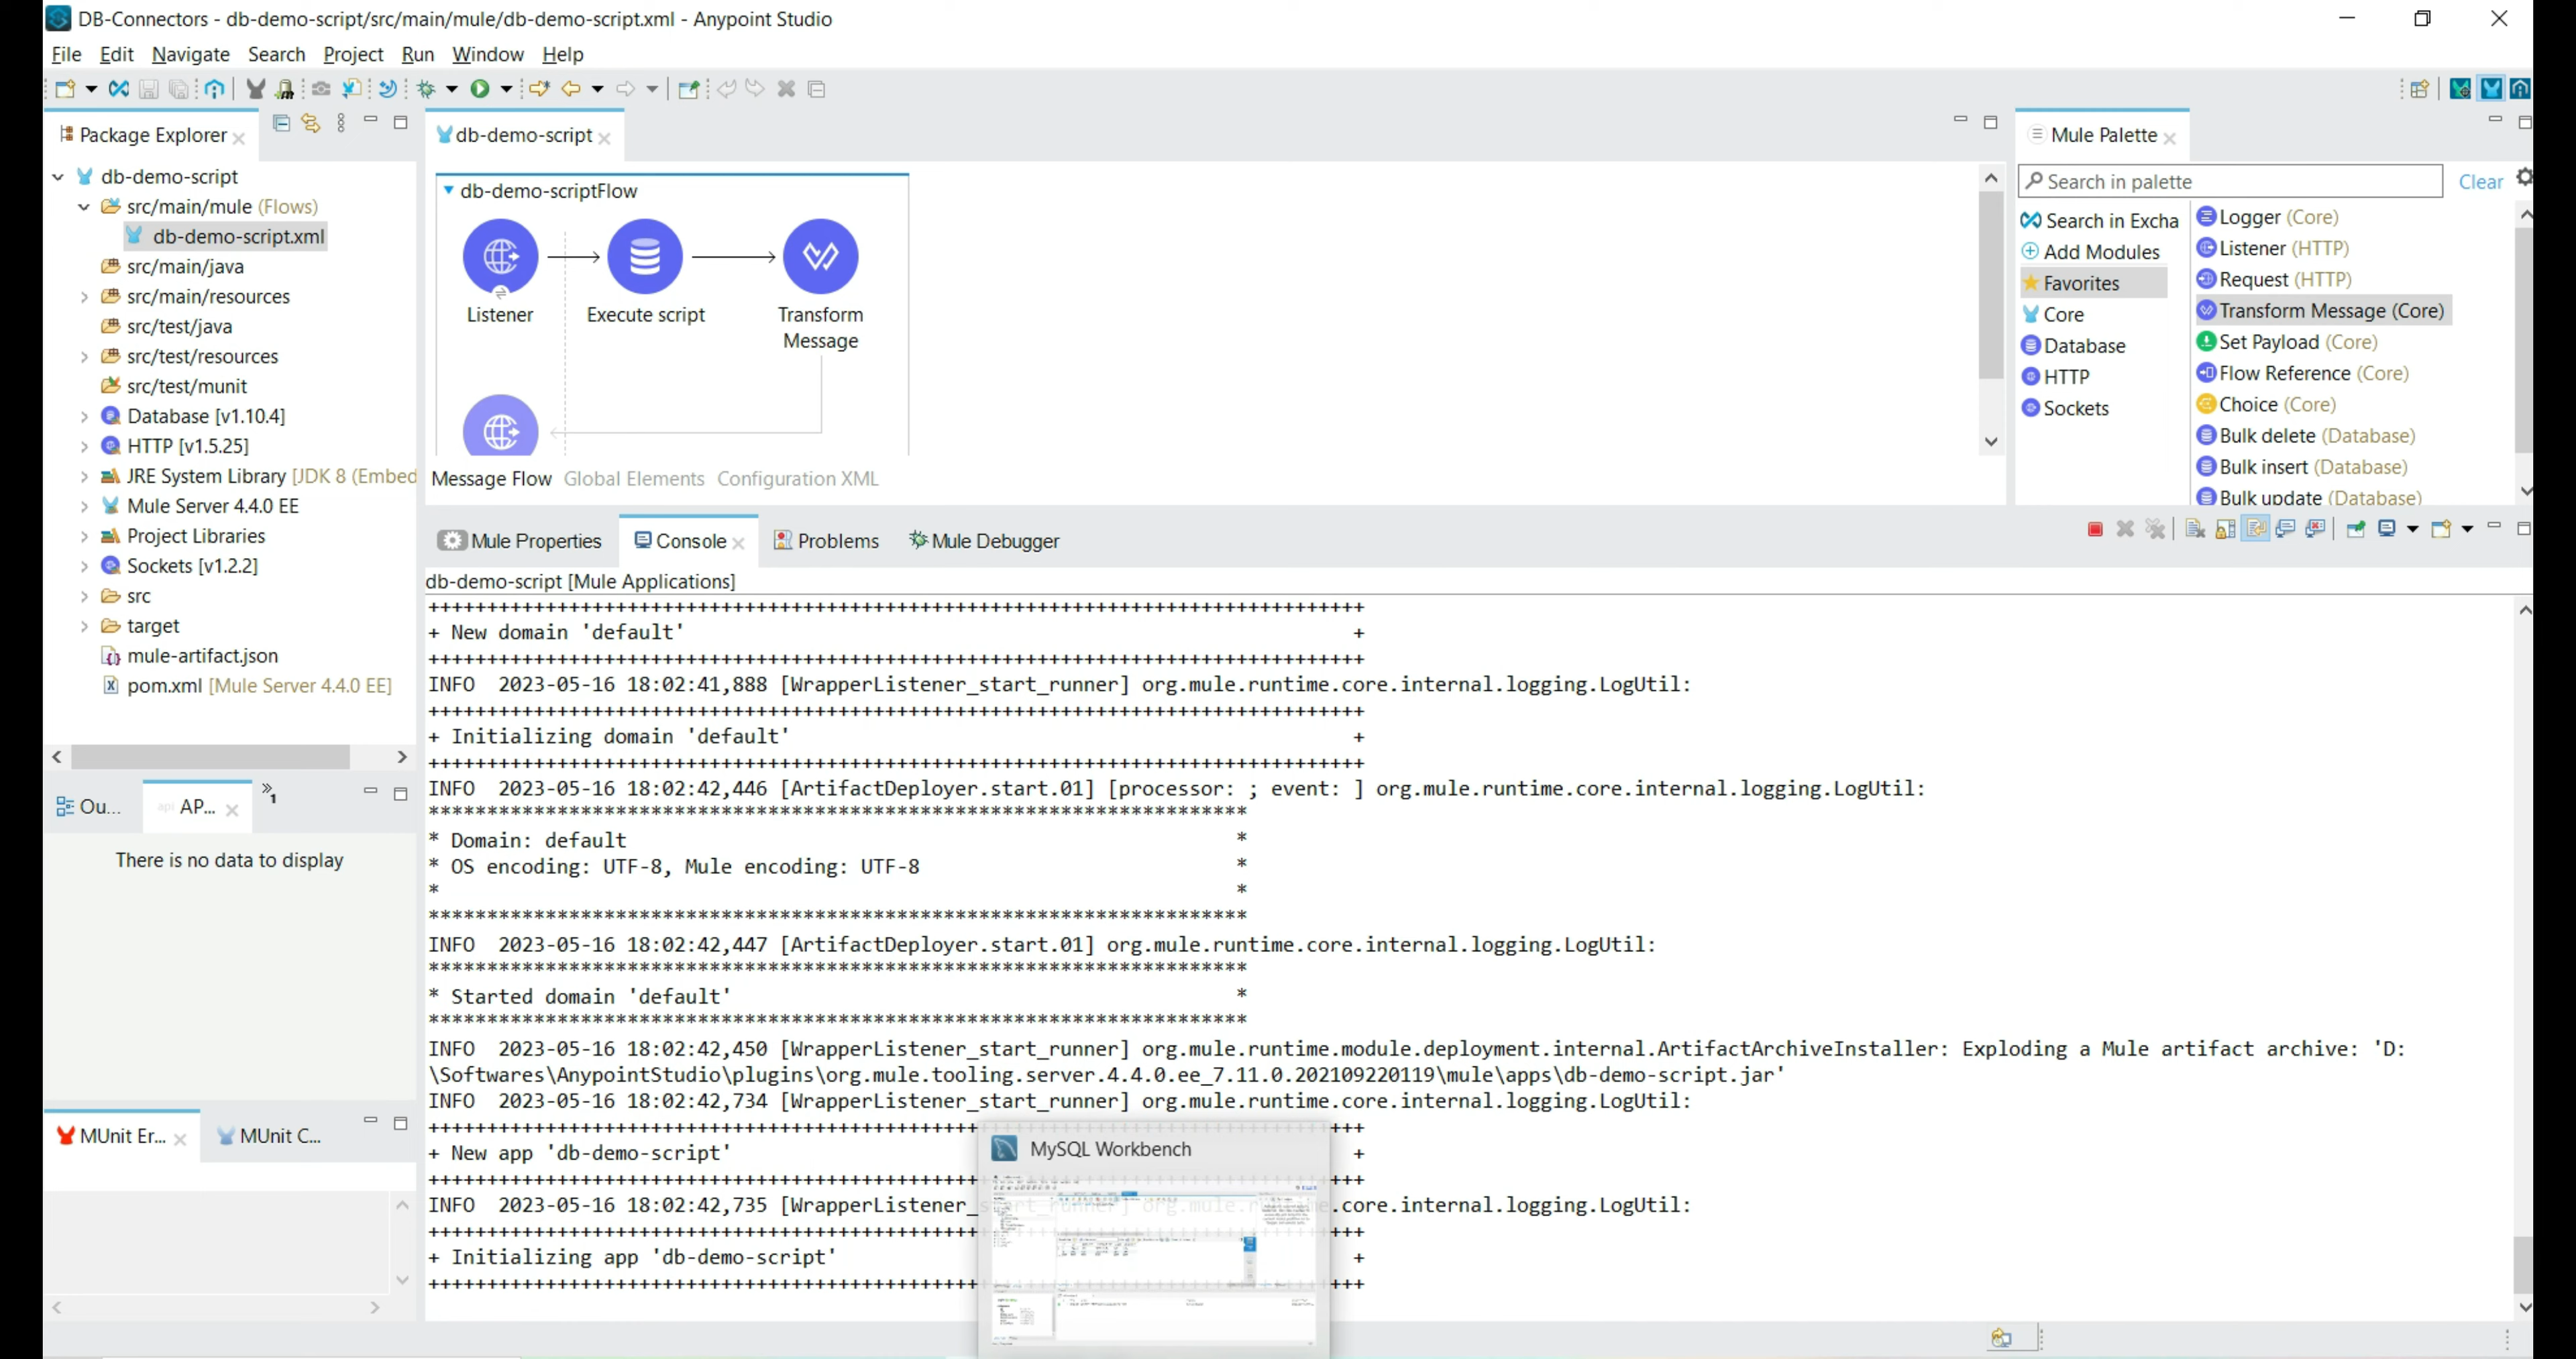 DB-Connectors - db-demo-script/src/main/mule/db-demo-script.xml - Anypoint Studio
File Edit Navigate Search Project Run Window Help
Package Explorer
db-demo-script
src/main/mule (Flows)
db-demo-script.xml
src/main/java
src/main/resources
src/test/java
src/test/resources
src/test/munit
Database [v1.10.4]
HTTP [v1.5.25]
JRE System Library [JDK 8 (Embed
Mule Server 4.4.0 EE
Project Libraries
Sockets [v1.2.2]
src
target
mule-artifact.json
pom.xml [Mule Server 4.4.0 EE]
Ou...
api AP...
»1
There is no data to display
MUnit Er...
MUnit C...
db-demo-script
db-demo-scriptFlow
Listener
Execute script
Transform
Message
Message Flow Global Elements Configuration XML
Mule Palette
Search in palette
Clear
Search in Excha
Add Modules
Favorites
Core
Database
HTTP
Sockets
Logger (Core)
Listener (HTTP)
Request (HTTP)
Transform Message (Core)
Set Payload (Core)
Flow Reference (Core)
Choice (Core)
Bulk delete (Database)
Bulk insert (Database)
Bulk update (Database)
Mule Properties
Console
Problems
Mule Debugger
db-demo-script [Mule Applications]
++++++++++++++++++++++++++++++++++++++++++++++++++++++++++++++++++++++++++++++++
+ New domain 'default' +
++++++++++++++++++++++++++++++++++++++++++++++++++++++++++++++++++++++++++++++++
INFO 2023-05-16 18:02:41,888 [WrapperListener_start_runner] org.mule.runtime.core.internal.logging.LogUtil:
++++++++++++++++++++++++++++++++++++++++++++++++++++++++++++++++++++++++++++++++
+ Initializing domain 'default' +
++++++++++++++++++++++++++++++++++++++++++++++++++++++++++++++++++++++++++++++++
INFO 2023-05-16 18:02:42,446 [ArtifactDeployer.start.01] [processor: ; event: ] org.mule.runtime.core.internal.logging.LogUtil:
**********************************************************************
* Domain: default *
* OS encoding: UTF-8, Mule encoding: UTF-8 *
* *
**********************************************************************
INFO 2023-05-16 18:02:42,447 [ArtifactDeployer.start.01] org.mule.runtime.core.internal.logging.LogUtil:
**********************************************************************
* Started domain 'default' *
**********************************************************************
INFO 2023-05-16 18:02:42,450 [WrapperListener_start_runner] org.mule.runtime.module.deployment.internal.ArtifactArchiveInstaller: Exploding a Mule artifact archive: 'D:
\Softwares\AnypointStudio\plugins\org.mule.tooling.server.4.4.0.ee_7.11.0.202109220119\mule\apps\db-demo-script.jar'
INFO 2023-05-16 18:02:42,734 [WrapperListener_start_runner] org.mule.runtime.core.internal.logging.LogUtil:
++++++++++++++++++++++++++++++++++++++++++++++++++++++++++++++++++++++++++++++++
+ New app 'db-demo-script' +
++++++++++++++++++++++++++++++++++++++++++++++++++++++++++++++++++++++++++++++++
INFO 2023-05-16 18:02:42,735 [WrapperListener_ .core.internal.logging.LogUtil:
++++++++++++++++++++++++++++++++++++++++++++++++++++++++++++++++++++++++++++++++
+ Initializing app 'db-demo-script' +
++++++++++++++++++++++++++++++++++++++++++++++++++++++++++++++++++++++++++++++++
MySQL Workbench